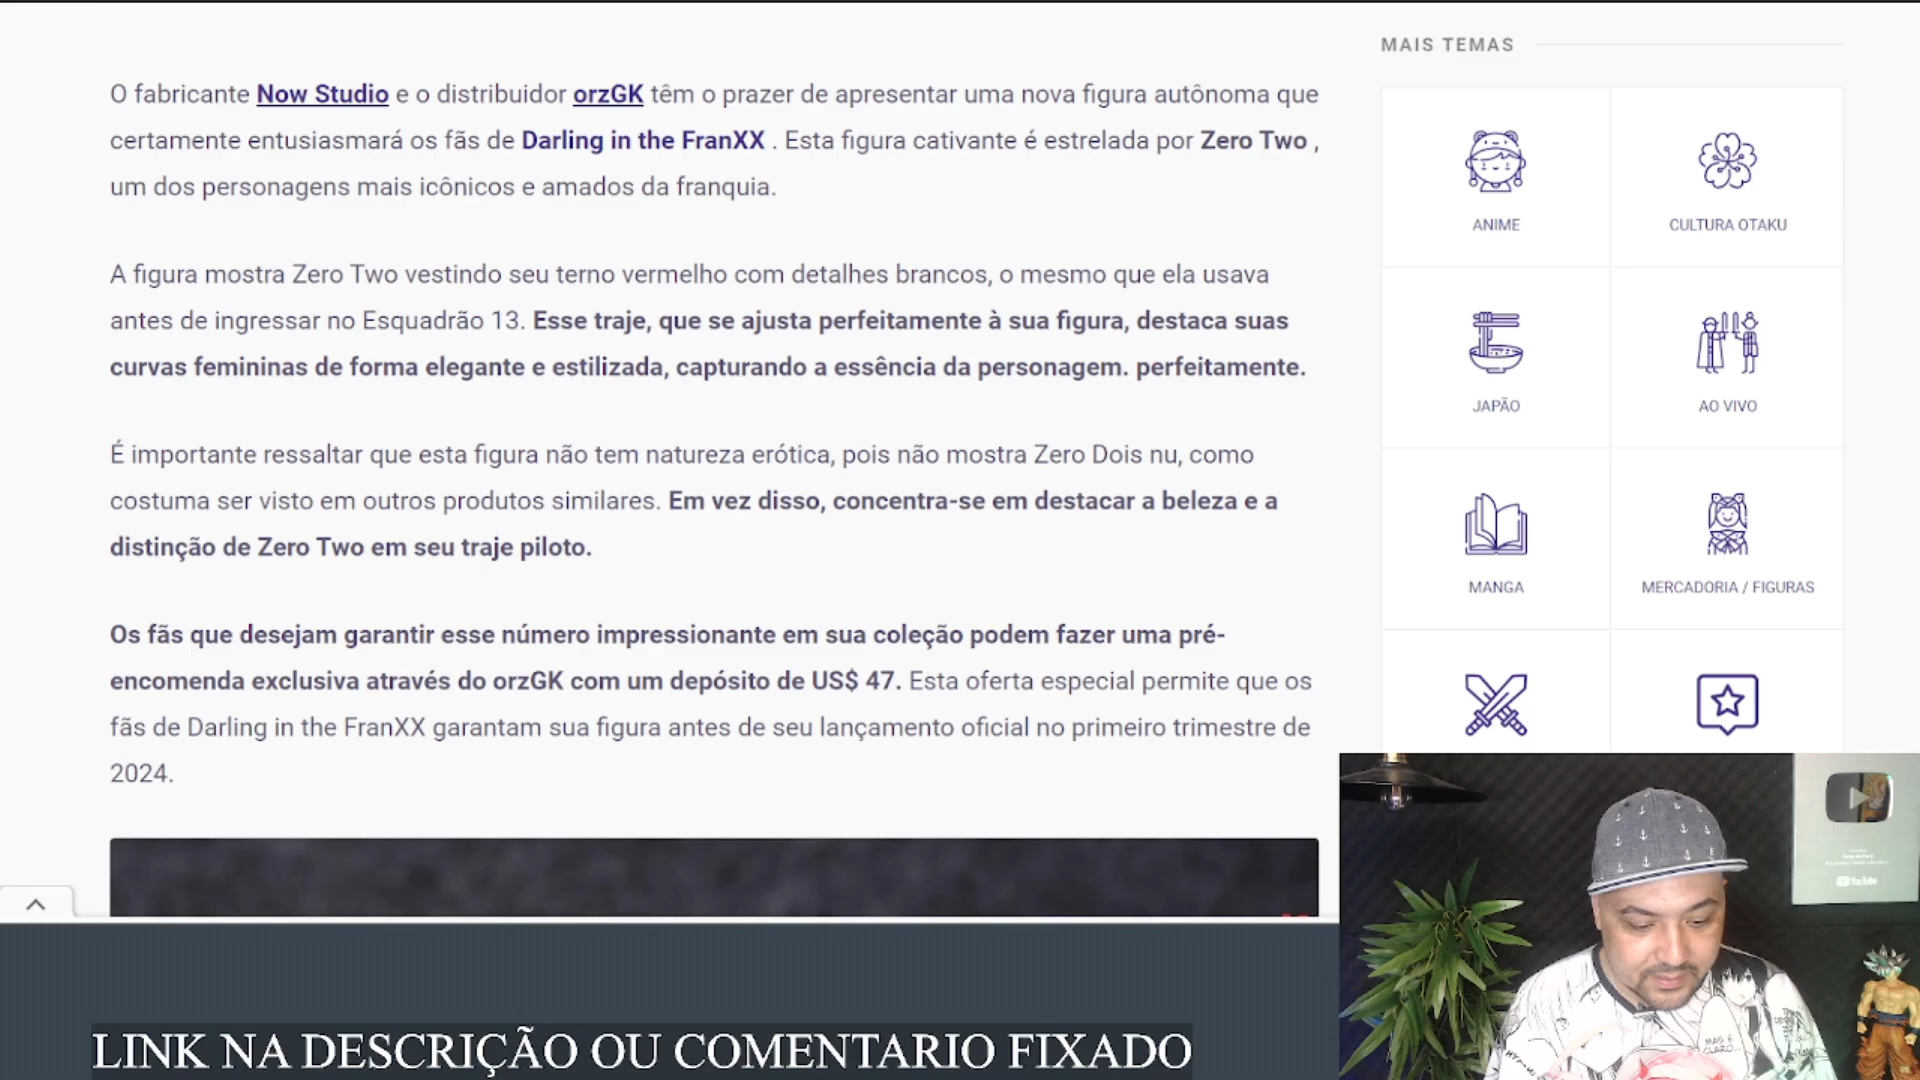 O fabricante Now Studio e o distribuidor orzGK têm o prazer de apresentar uma nova figura autônoma que
certamente entusiasmará os fãs de Darling in the FranXX . Esta figura cativante é estrelada por Zero Two ,
um dos personagens mais icônicos e amados da franquia.
A figura mostra Zero Two vestindo seu terno vermelho com detalhes brancos, o mesmo que ela usava
antes de ingressar no Esquadrão 13. Esse traje, que se ajusta perfeitamente à sua figura, destaca suas
curvas femininas de forma elegante e estilizada, capturando a essência da personagem. perfeitamente.
É importante ressaltar que esta figura não tem natureza erótica, pois não mostra Zero Dois nu, como
costuma ser visto em outros produtos similares. Em vez disso, concentra-se em destacar a beleza e a
distinção de Zero Two em seu traje piloto.
Os fãs que desejam garantir esse número impressionante em sua coleção podem fazer uma pré-
encomenda exclusiva através do orzGK com um depósito de US$ 47. Esta oferta especial permite que os
fãs de Darling in the FranXX garantam sua figura antes de seu lançamento oficial no primeiro trimestre de
2024.
MAIS TEMAS
ANIME
CULTURA OTAKU
JAPÃO
AO VIVO
MANGA
MERCADORIA / FIGURAS
YouTube
LINK NA DESCRIÇÃO OU COMENTARIO FIXADO